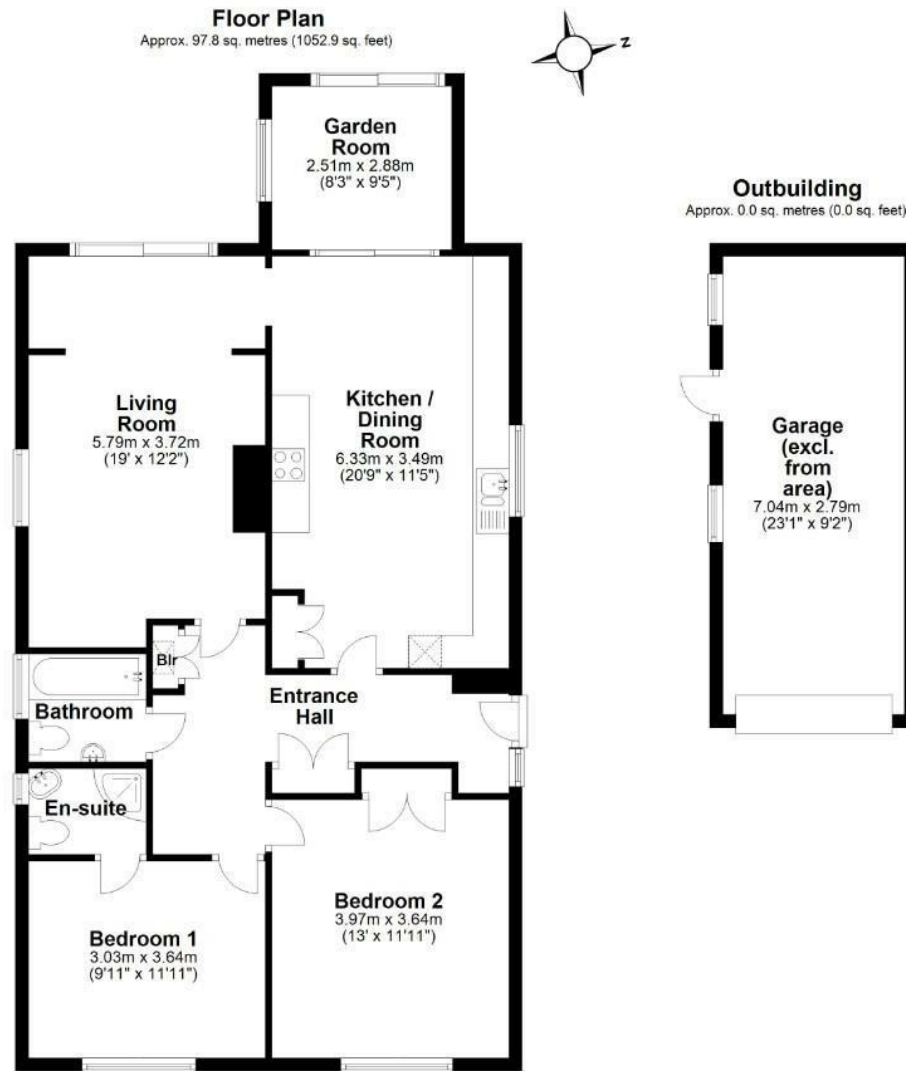 Floor Plan
Approx. 97.8 sq. metres (1052.9 sq. feet)
Z
Garden
Room
2.51m x 2.88m
(8'3" x 9'5")
Outbuilding
Approx. 0.0 sq. metres (0.0 sq. feet)
Living
Room
5.79m x 3.72m
(19' x 12'2")
Kitchen /
Dining
Room
6.33m x 3.49m
(20'9" x 11'5")
Garage
(excl.
from
area)
7.04m x 2.79m
(23'1" x 9'2")
Blr
Bathroom
Entrance
Hall
En-suite
Bedroom 1
3.03m x 3.64m
(9'11" x 11'11")
Bedroom 2
3.97m x 3.64m
(13' x 11'11")